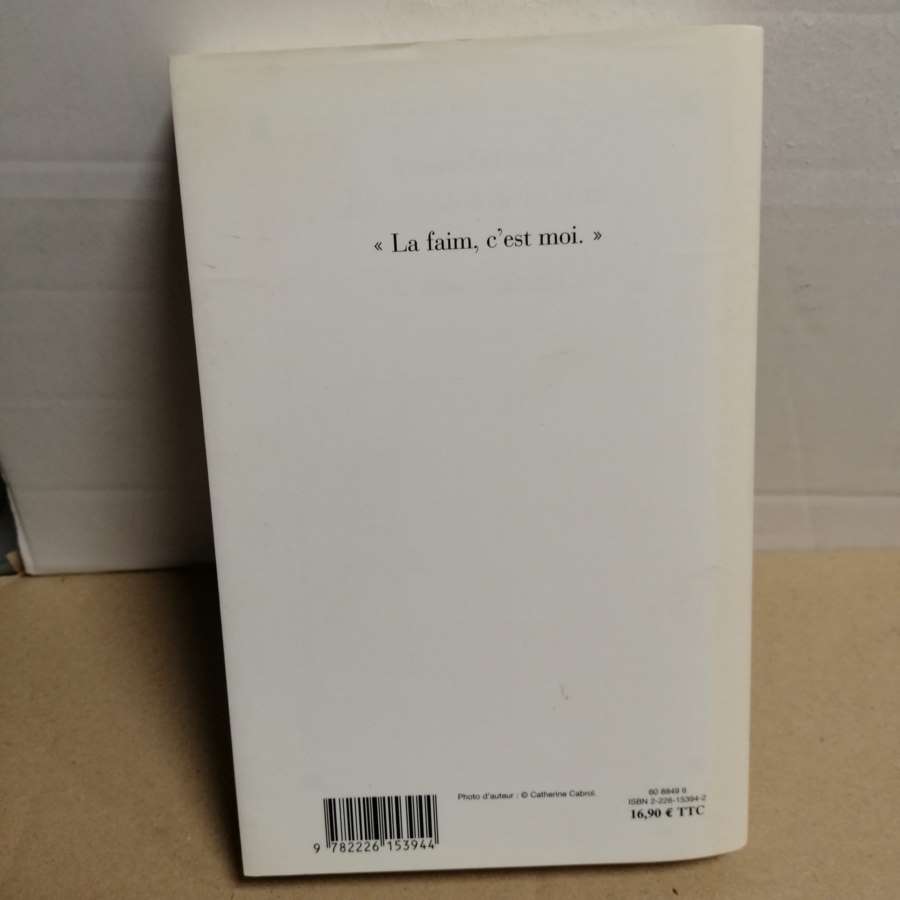 « La faim, c'est moi. »
Photo d'auteur : © Catherine Cabrol.
60 8849 6
ISBN 2-226-15394-2
16,90 € TTC
9 782226 153944